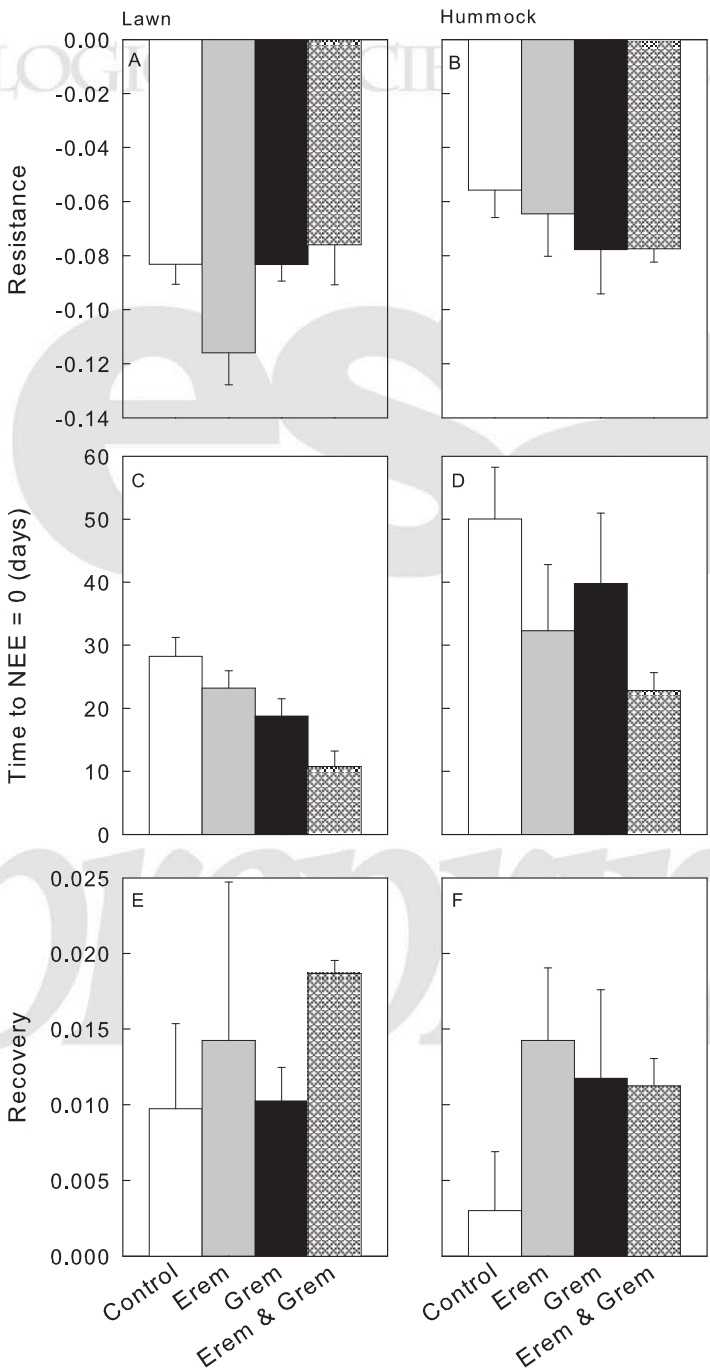 Lawn
Hummock
A
B
0.00
-0.02
-0.04
-0.06
-0.08
-0.10
-0.12
-0.14
Resistance
C
D
60
50
40
30
20
10
0
Time to NEE = 0 (days)
E
F
0.025
0.020
0.015
0.010
0.005
0.000
Recovery
Control
Erem
Grem
Erem & Grem
Control
Erem
Grem
Erem & Grem